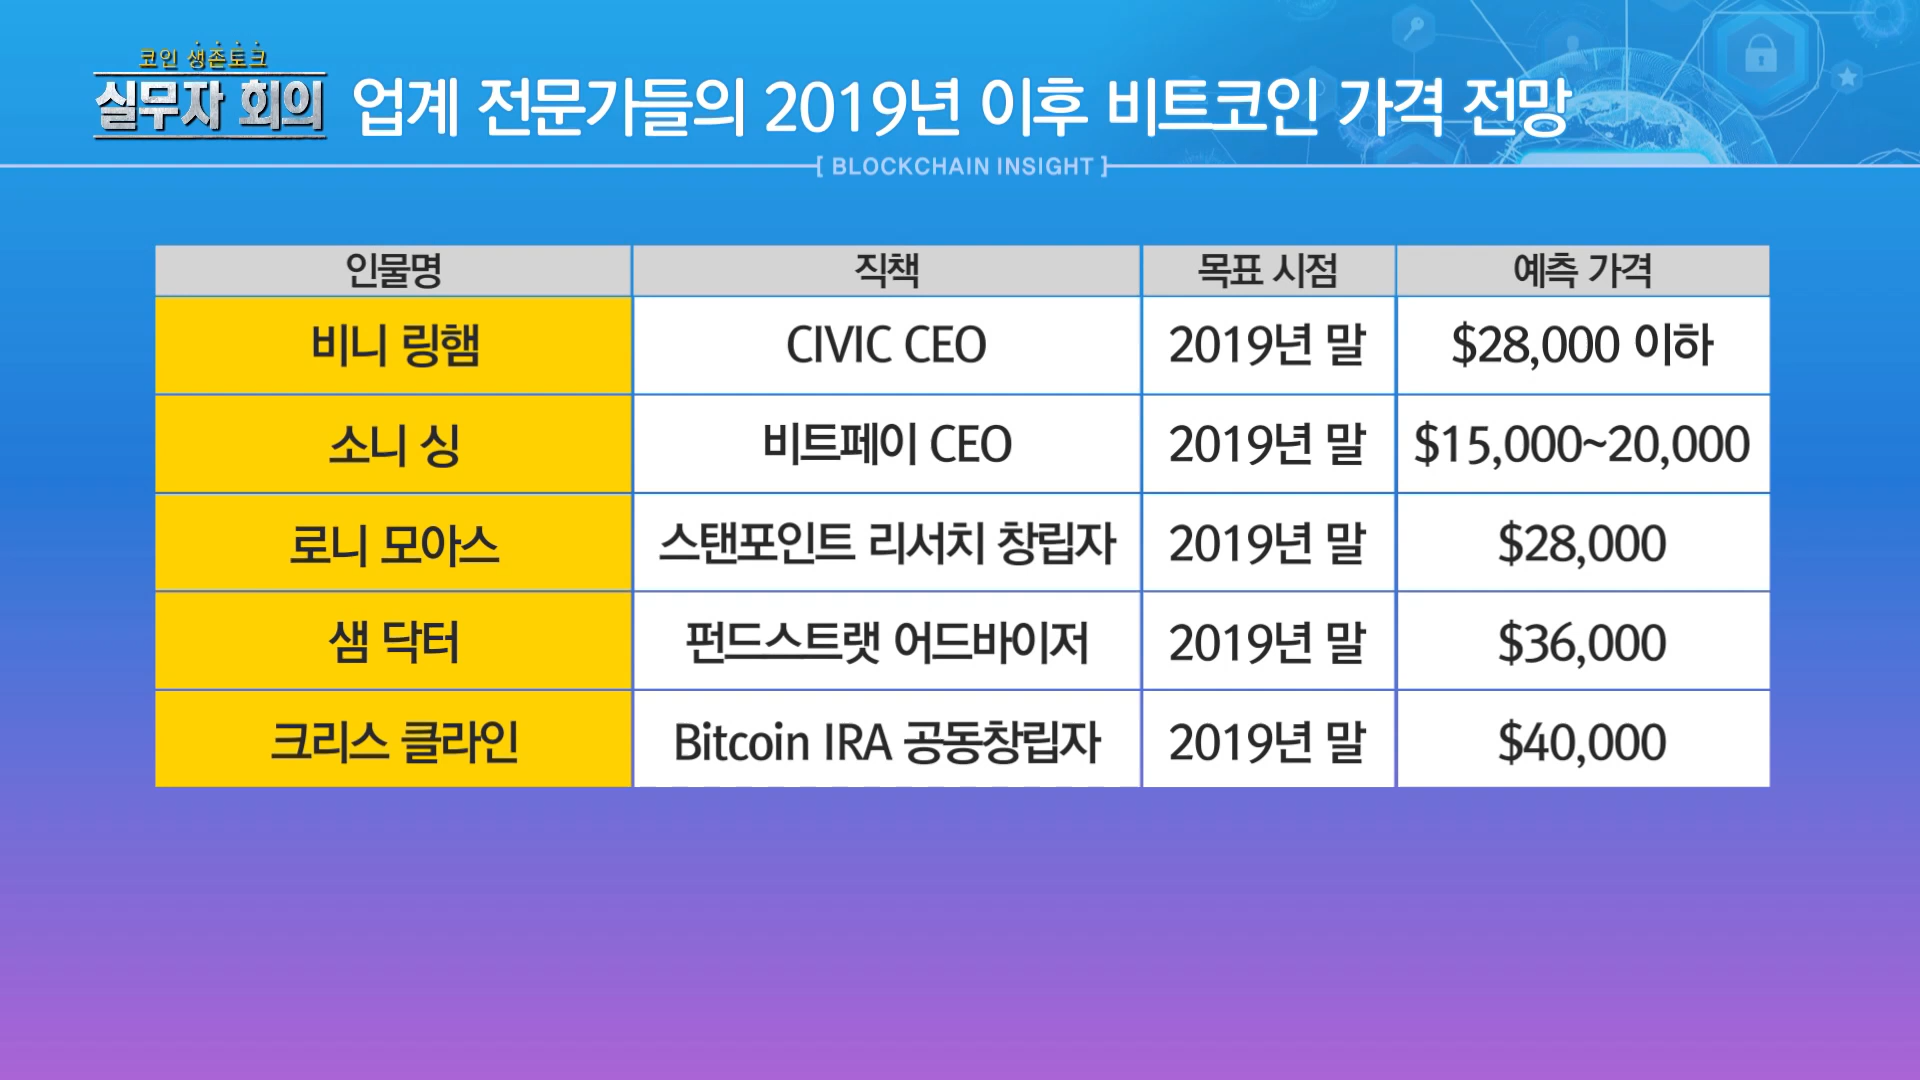 코인 생존토크
실무자 회의
업계 전문가들의 2019년 이후 비트코인 가격 전망
[ BLOCKCHAIN INSIGHT ]
인물명 직책 목표 시점 예측 가격
비니 링햄 CIVIC CEO 2019년 말 $28,000 이하
소니 싱 비트페이 CEO 2019년 말 $15,000~20,000
로니 모아스 스탠포인트 리서치 창립자 2019년 말 $28,000
샘 닥터 펀드스트랫 어드바이저 2019년 말 $36,000
크리스 클라인 Bitcoin IRA 공동창립자 2019년 말 $40,000